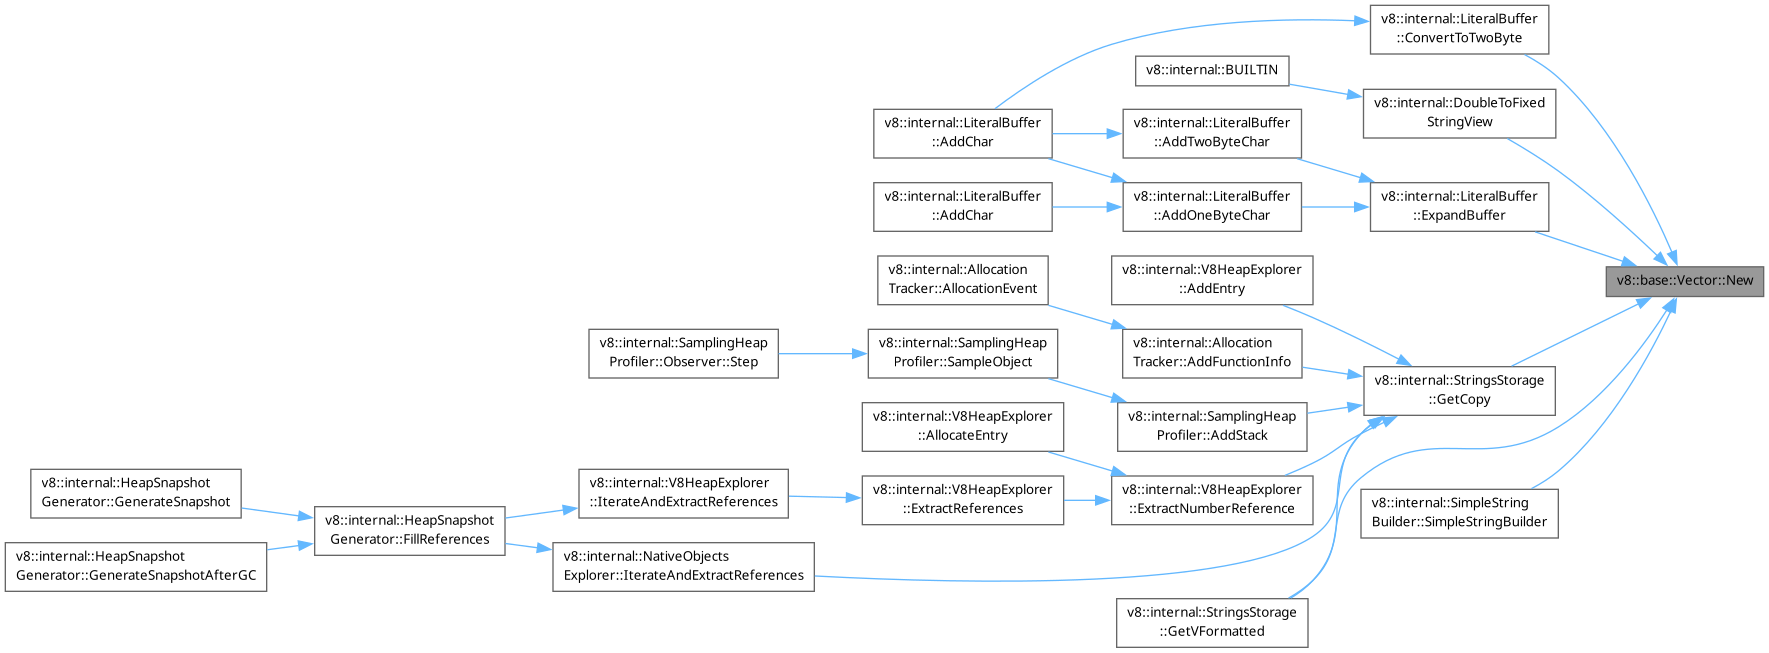 v8::internal::LiteralBuffer
::ConvertToTwoByte
v8::internal::BUILTIN
v8::internal::DoubleToFixed
StringView
v8::internal::LiteralBuffer
::AddChar
v8::internal::LiteralBuffer
::AddTwoByteChar
v8::internal::LiteralBuffer
::AddChar
v8::internal::LiteralBuffer
::AddOneByteChar
v8::internal::LiteralBuffer
::ExpandBuffer
v8::internal::Allocation
Tracker::AllocationEvent
v8::internal::V8HeapExplorer
::AddEntry
v8::base::Vector::New
v8::internal::SamplingHeap
Profiler::Observer::Step
v8::internal::SamplingHeap
Profiler::SampleObject
v8::internal::Allocation
Tracker::AddFunctionInfo
v8::internal::StringsStorage
::GetCopy
v8::internal::V8HeapExplorer
::AllocateEntry
v8::internal::SamplingHeap
Profiler::AddStack
v8::internal::HeapSnapshot
Generator::GenerateSnapshot
v8::internal::V8HeapExplorer
::IterateAndExtractReferences
v8::internal::V8HeapExplorer
::ExtractReferences
v8::internal::V8HeapExplorer
::ExtractNumberReference
v8::internal::SimpleString
Builder::SimpleStringBuilder
v8::internal::HeapSnapshot
Generator::FillReferences
v8::internal::HeapSnapshot
Generator::GenerateSnapshotAfterGC
v8::internal::NativeObjects
Explorer::IterateAndExtractReferences
v8::internal::StringsStorage
::GetVFormatted